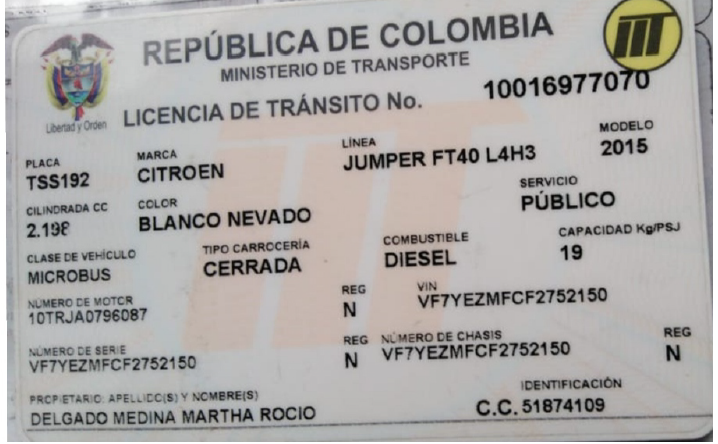 REPÚBLICA DE COLOMBIA
MINISTERIO DE TRANSPORTE
Libertad y Orden
LICENCIA DE TRÁNSITO No. 10016977070
PLACA MARCA LÍNEA MODELO
TSS192 CITROEN JUMPER FT40 L4H3 2015
CILINDRADA CC COLOR SERVICIO
2.198 BLANCO NEVADO PÚBLICO
CLASE DE VEHÍCULO TIPO CARROCERÍA COMBUSTIBLE CAPACIDAD Kg/PSJ
MICROBUS CERRADA DIESEL 19
NÚMERO DE MOTOR REG VIN
10TRJA0796087 N VF7YEZMFCF2752150
NÚMERO DE SERIE REG NÚMERO DE CHASIS REG
VF7YEZMFCF2752150 N VF7YEZMFCF2752150 N
PROPIETARIO: APELLIDO(S) Y NOMBRE(S) IDENTIFICACIÓN
DELGADO MEDINA MARTHA ROCIO C.C. 51874109